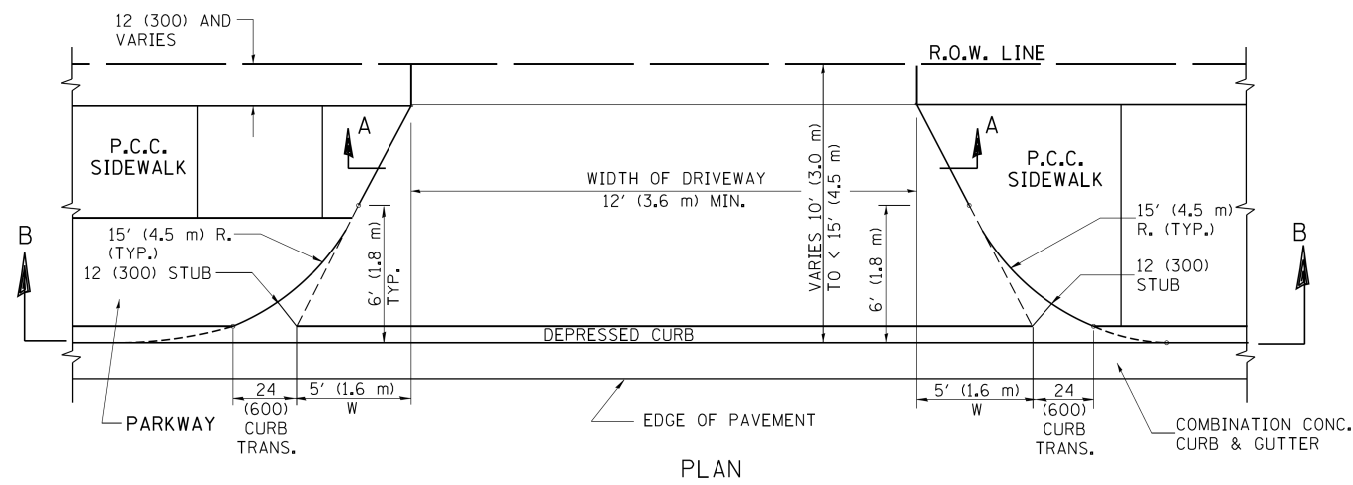 12 (300) AND
VARIES
R.O.W. LINE
A
A
P.C.C.
SIDEWALK
P.C.C.
SIDEWALK
WIDTH OF DRIVEWAY
12' (3.6 m) MIN.
VARIES 10' (3.0 m)
TO < 15' (4.5 m)
B
B
15' (4.5 m) R.
(TYP.)
12 (300) STUB
6' (1.8 m)
TYP.
6' (1.8 m)
15' (4.5 m)
R. (TYP.)
12 (300)
STUB
DEPRESSED CURB
24
(600)
CURB
TRANS.
5' (1.6 m)
W
5' (1.6 m)
W
24
(600)
CURB
TRANS.
PARKWAY
EDGE OF PAVEMENT
COMBINATION CONC.
CURB & GUTTER
PLAN